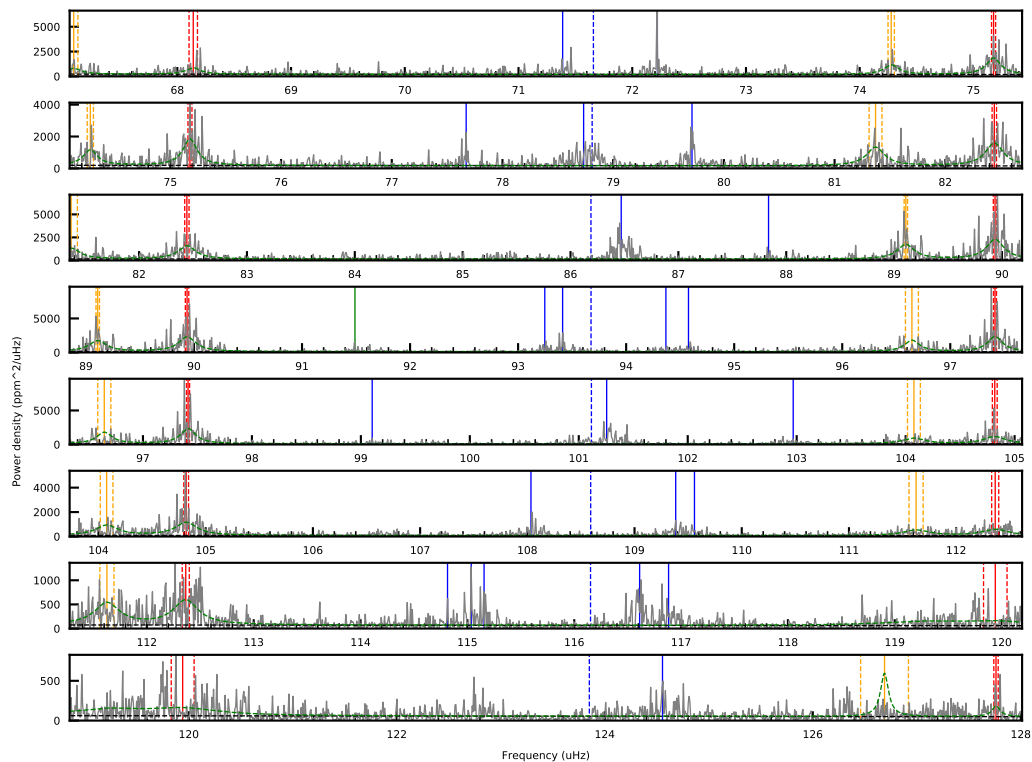 5000
2500
0
68 69 70 71 72 73 74 75
4000
2000
0
75 76 77 78 79 80 81 82
5000
2500
0
82 83 84 85 86 87 88 89 90
5000
0
89 90 91 92 93 94 95 96 97
5000
0
97 98 99 100 101 102 103 104 105
Power density (ppm^2/uHz)
4000
2000
0
104 105 106 107 108 109 110 111 112
1000
500
0
112 113 114 115 116 117 118 119 120
500
0
120 122 124 126 128
Frequency (uHz)